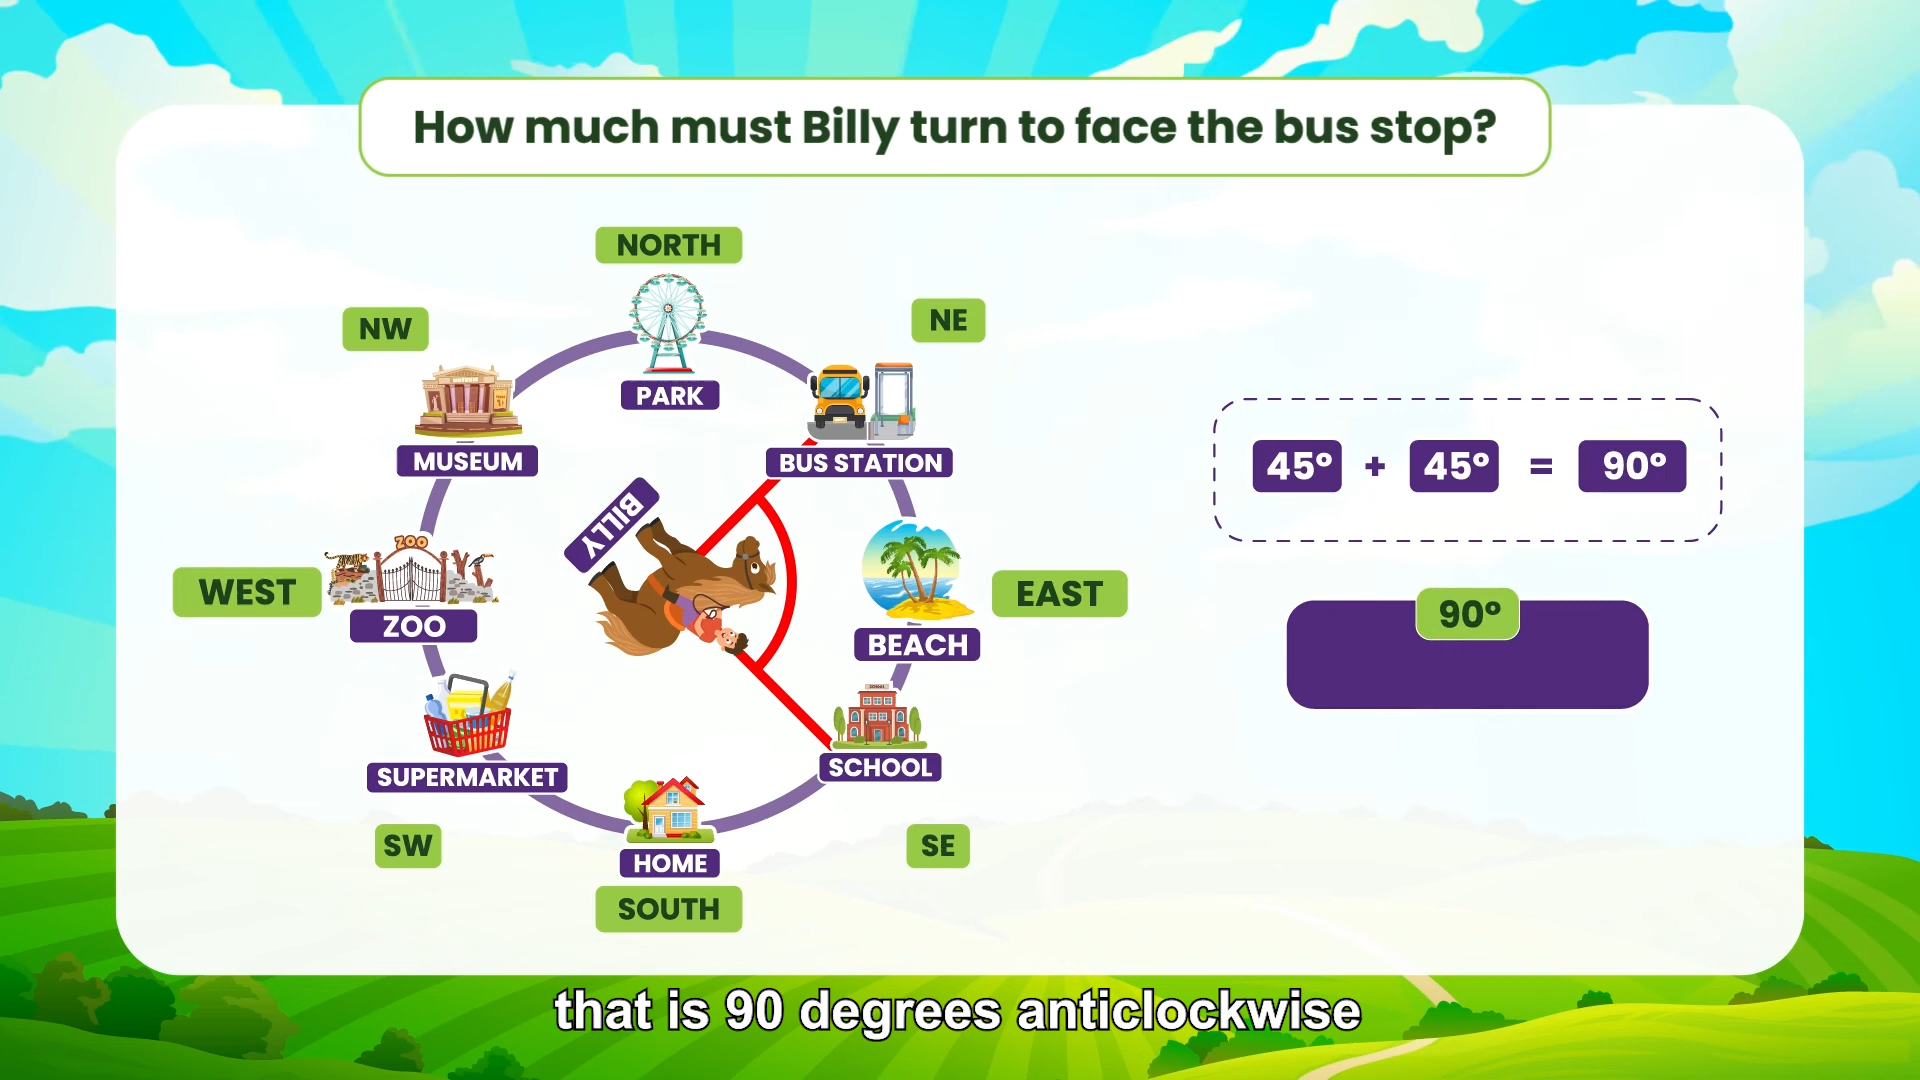 How much must Billy turn to face the bus stop?
NORTH
NW
NE
PARK
MUSEUM
BUS STATION
BILLY
45° + 45° = 90°
ZOO
WEST
EAST
ZOO
BEACH
90°
SCHOOL
SCHOOL
SUPERMARKET
SW
SE
HOME
SOUTH
that is 90 degrees anticlockwise